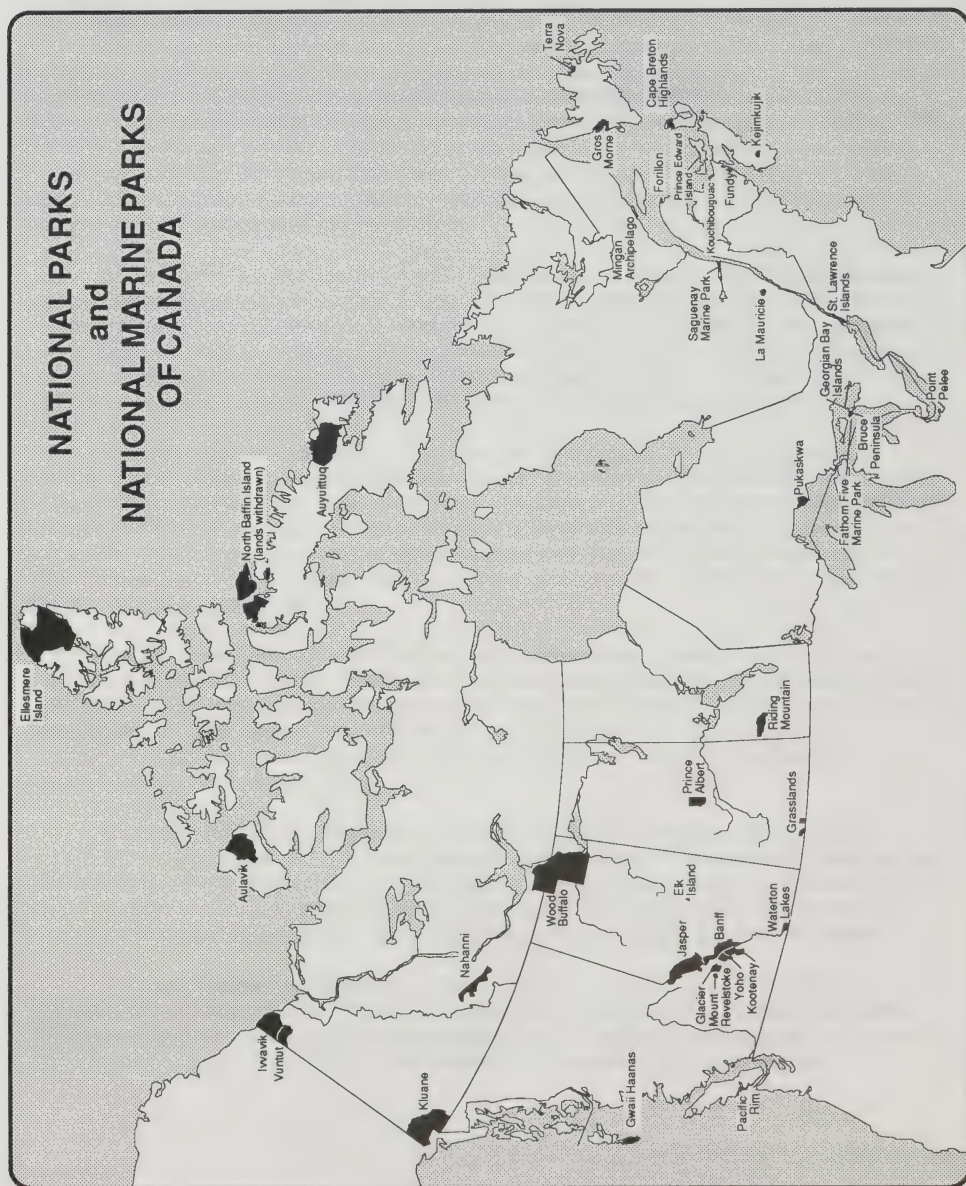 NATIONAL PARKS
and
NATIONAL MARINE PARKS
OF CANADA
Ellesmere
Island
North Baffin Island
(lands withdrawn)
Auyuittuq
Aulavik
Ivvavik
Vuntut
Kluane
Nahanni
Wood
Buffalo
Gwaii Haanas
Pacific
Rim
Jasper
Banff
Glacier
Mount
Revelstoke
Yoho
Kootenay
Waterton
Lakes
Elk
Island
Prince
Albert
Grasslands
Riding
Mountain
Pukaskwa
Fathom Five
Marine Park
Bruce
Peninsula
Georgian Bay
Islands
Point
Pelee
St. Lawrence
Islands
La Mauricie
Saguenay
Marine Park
Mingan
Archipelago
Forillon
Kouchibouguac
Prince Edward
Island
Fundy
Kejimkujik
Cape Breton
Highlands
Gros
Morne
Terra
Nova